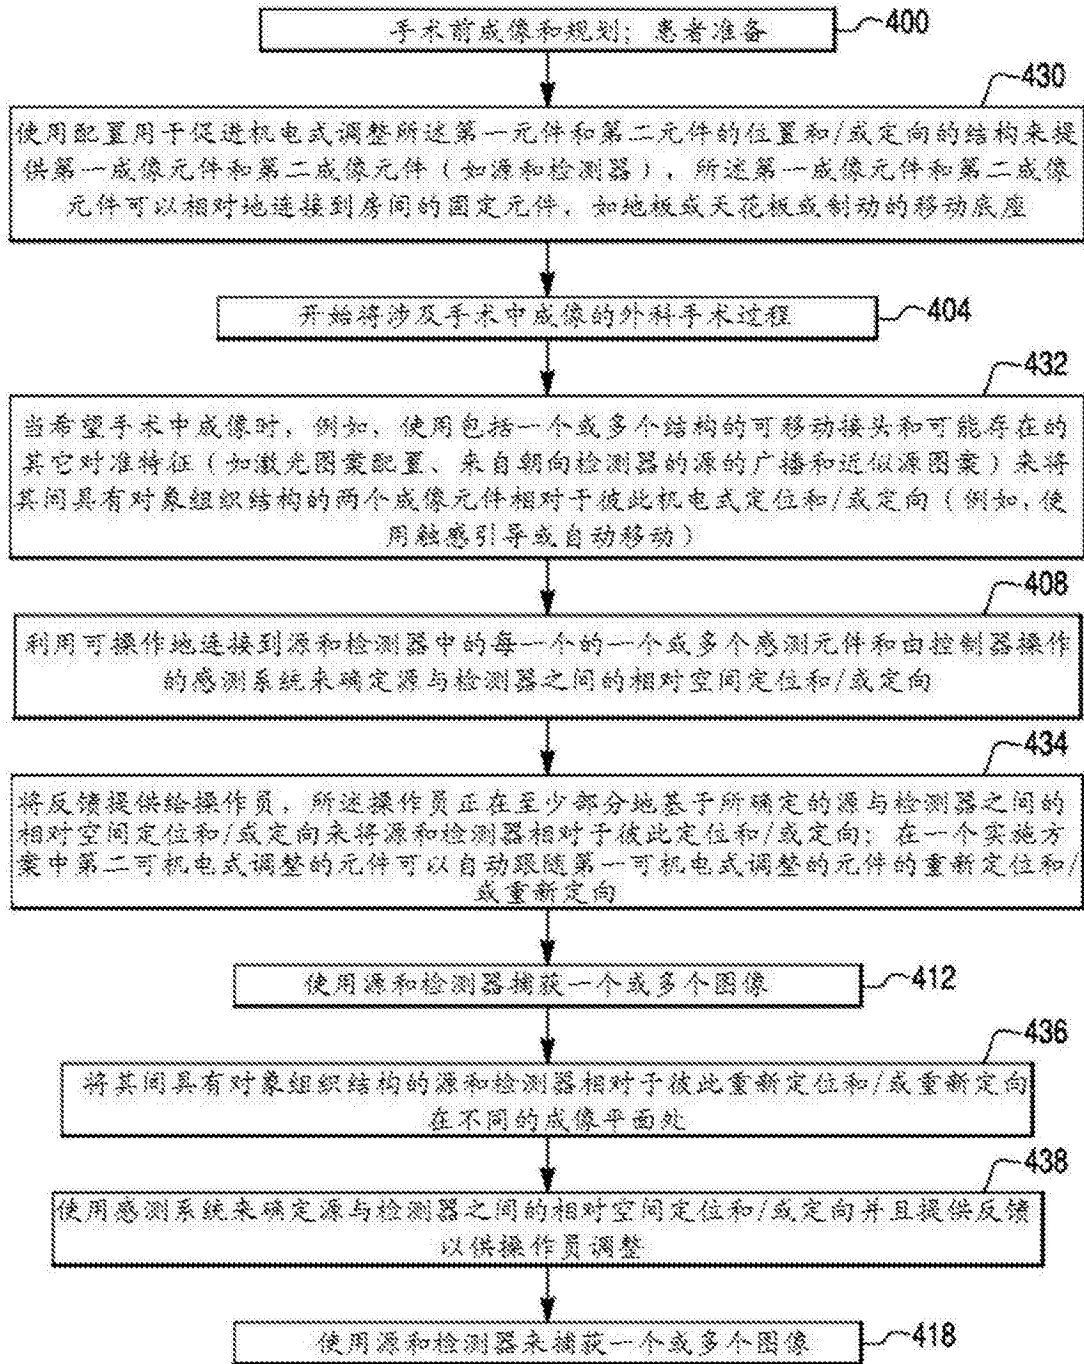 手术前成像和规划；患者准备
400
430
使用配置用于促进机电式调整所述第一元件和第二元件的位置和/或定向的结构来提
供第一成像元件和第二成像元件（如源和检测器），所述第一成像元件和第二成像
元件可以相对地连接到房间的固定元件，如地板或天花板或制动的移动底座
开始将涉及手术中成像的外科手术过程
404
432
当希望手术中成像时，例如，使用包括一个或多个结构的可移动接头和可能存在的
其它对准特征（如激光图案配置、来自朝向检测器的源的广播和近似源图案）来将
其间具有对象组织结构的两个成像元件相对于彼此机电式定位和/或定向（例如，使
用触感引导或自动移动）
408
利用可操作地连接到源和检测器中的每一个的一个或多个感测元件和由控制器操作
的感测系统来确定源与检测器之间的相对空间定位和/或定向
434
将反馈提供给操作员，所述操作员正在至少部分地基于所确定的源与检测器之间的
相对空间定位和/或定向来将源和检测器相对于彼此定位和/或定向；在一个实施方
案中第二可机电式调整的元件可以自动跟随第一可机电式调整的元件的重新定位和/
或重新定向
使用源和检测器捕获一个或多个图像
412
436
将其间具有对象组织结构的源和检测器相对于彼此重新定位和/或重新定向
在不同的成像平面处
438
使用感测系统来确定源与检测器之间的相对空间定位和/或定向并且提供反馈
以供操作员调整
使用源和检测器来捕获一个或多个图像
418